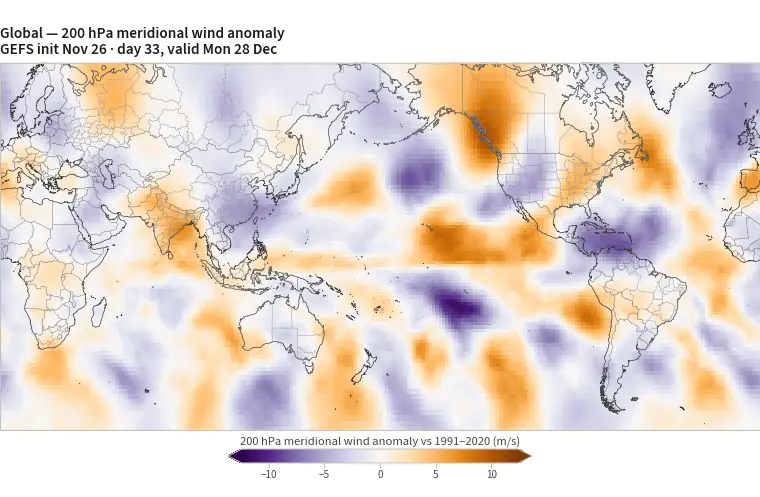 Global — 200 hPa meridional wind anomaly
GEFS init Nov 26 · day 33, valid Mon 28 Dec
200 hPa meridional wind anomaly vs 1991–2020 (m/s)
−10 −5 0 5 10